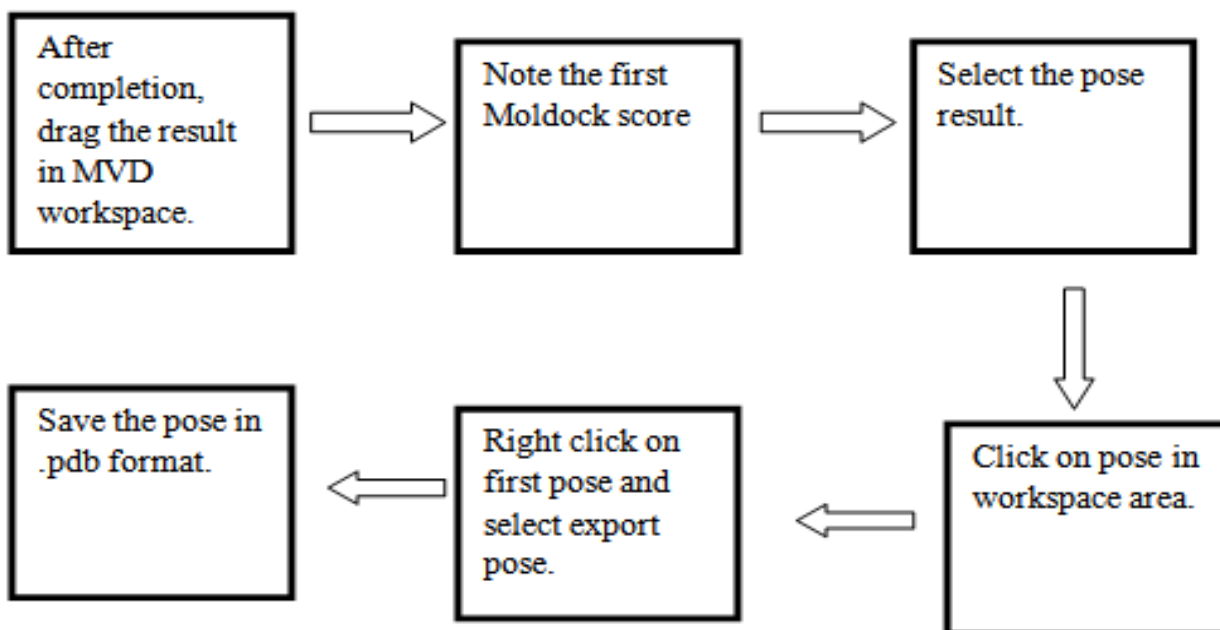 After
completion,
drag the result
in MVD
workspace.
Note the first
Moldock score
Select the pose
result.
Click on pose in
workspace area.
Right click on
first pose and
select export
pose.
Save the pose in
.pdb format.